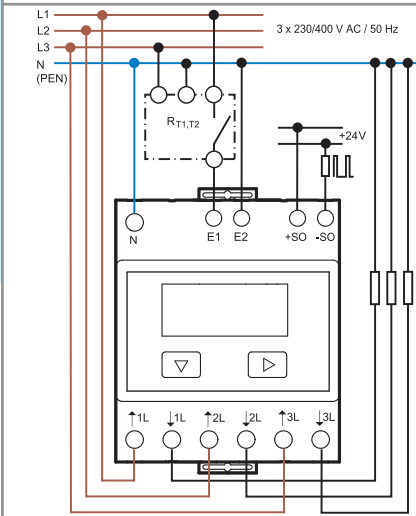 L1
L2
L3
N
(PEN)
3 x 230/400 V AC / 50 Hz
RT1,T2
+24V
N
E1
E2
+SO
-SO
↑1L
↓1L
↑2L
↓2L
↑3L
↓3L